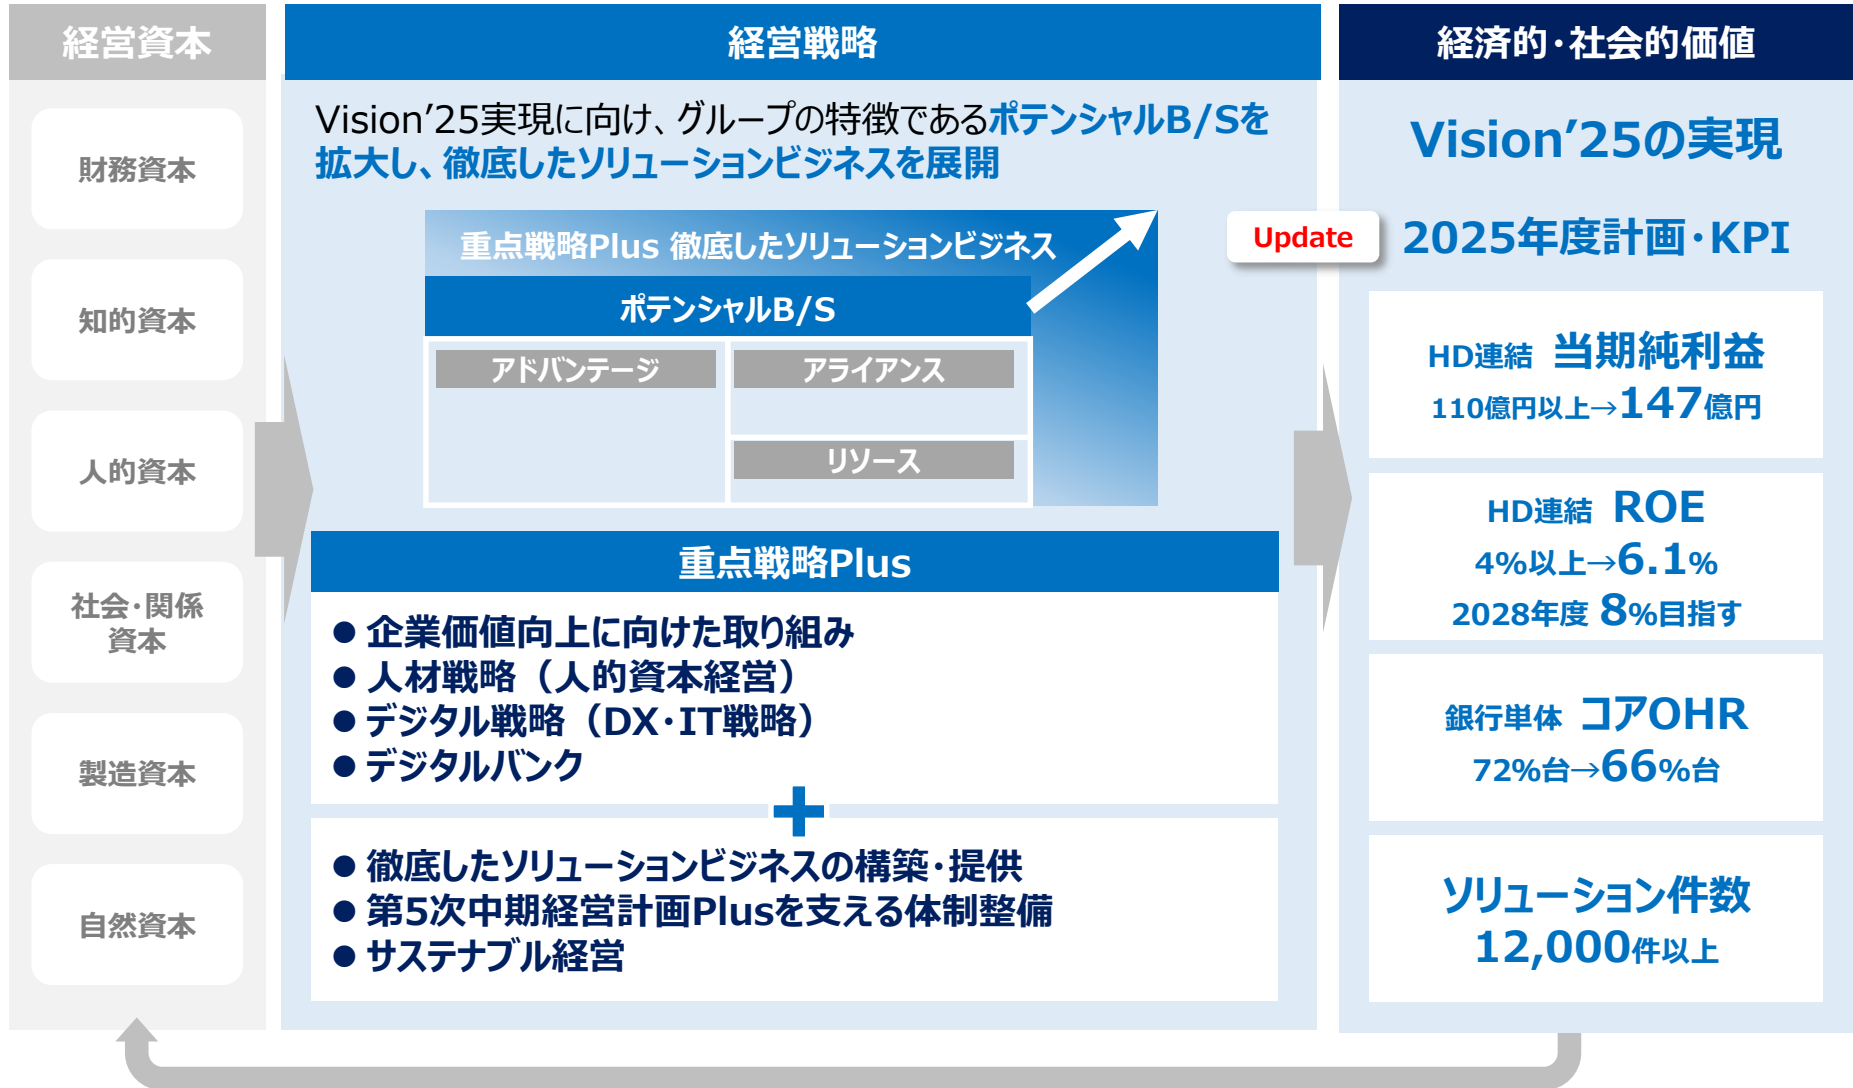 経営資本
財務資本
知的資本
人的資本
社会・関係
資本
製造資本
自然資本
経営戦略
Vision’25実現に向け、グループの特徴であるポテンシャルB/Sを
拡大し、徹底したソリューションビジネスを展開
重点戦略Plus 徹底したソリューションビジネス
ポテンシャルB/S
アドバンテージ
アライアンス
リソース
重点戦略Plus
● 企業価値向上に向けた取り組み
● 人材戦略（人的資本経営）
● デジタル戦略（DX・IT戦略）
● デジタルバンク
+
● 徹底したソリューションビジネスの構築・提供
● 第5次中期経営計画Plusを支える体制整備
● サステナブル経営
経済的・社会的価値
Vision’25の実現
Update
2025年度計画・KPI
HD連結 当期純利益
110億円以上→147億円
HD連結 ROE
4%以上→6.1%
2028年度 8%目指す
銀行単体 コアOHR
72%台→66%台
ソリューション件数
12,000件以上